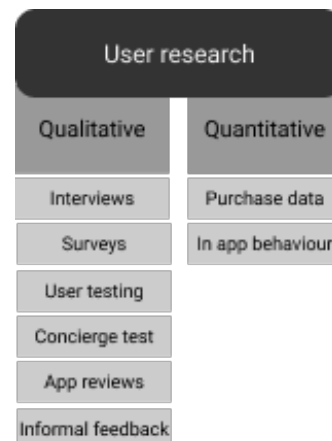 User research
Qualitative
Quantitative
Interviews
Purchase data
Surveys
In app behaviour
User testing
Concierge test
App reviews
Informal feedback